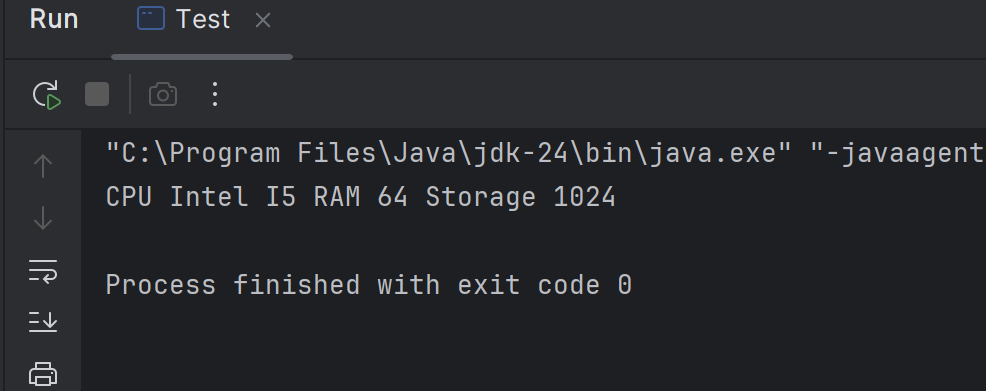 Run Test
"C:\Program Files\Java\jdk-24\bin\java.exe" "-javaagent
CPU Intel I5 RAM 64 Storage 1024
Process finished with exit code 0